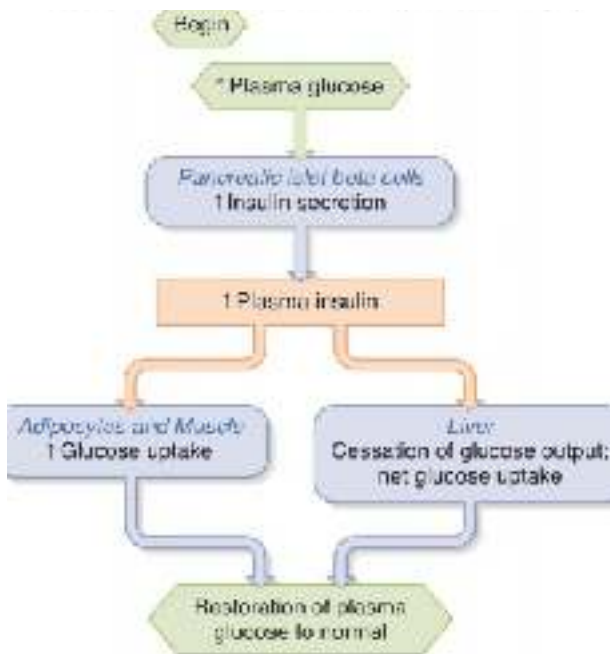 Begin
↑ Plasma glucose
Pancreatic islet beta cells
↑ Insulin secretion
↑ Plasma insulin
Adipocytes and Muscle
↑ Glucose uptake
Liver
Cessation of glucose output;
net glucose uptake
Restoration of plasma
glucose to normal